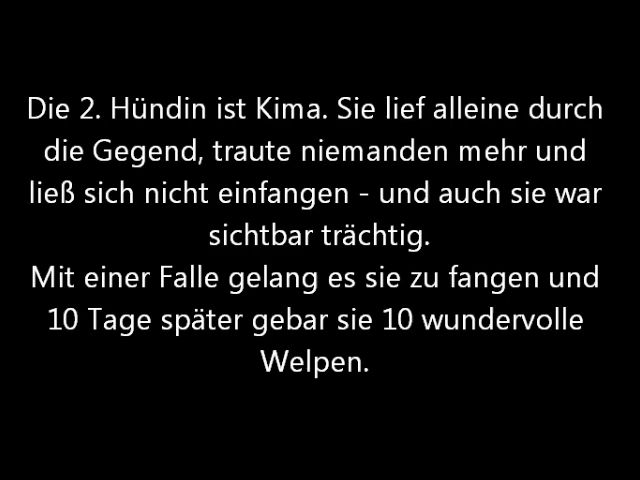 Die 2. Hündin ist Kima. Sie lief alleine durch
die Gegend, traute niemanden mehr und
ließ sich nicht einfangen - und auch sie war
sichtbar trächtig.
Mit einer Falle gelang es sie zu fangen und
10 Tage später gebar sie 10 wundervolle
Welpen.